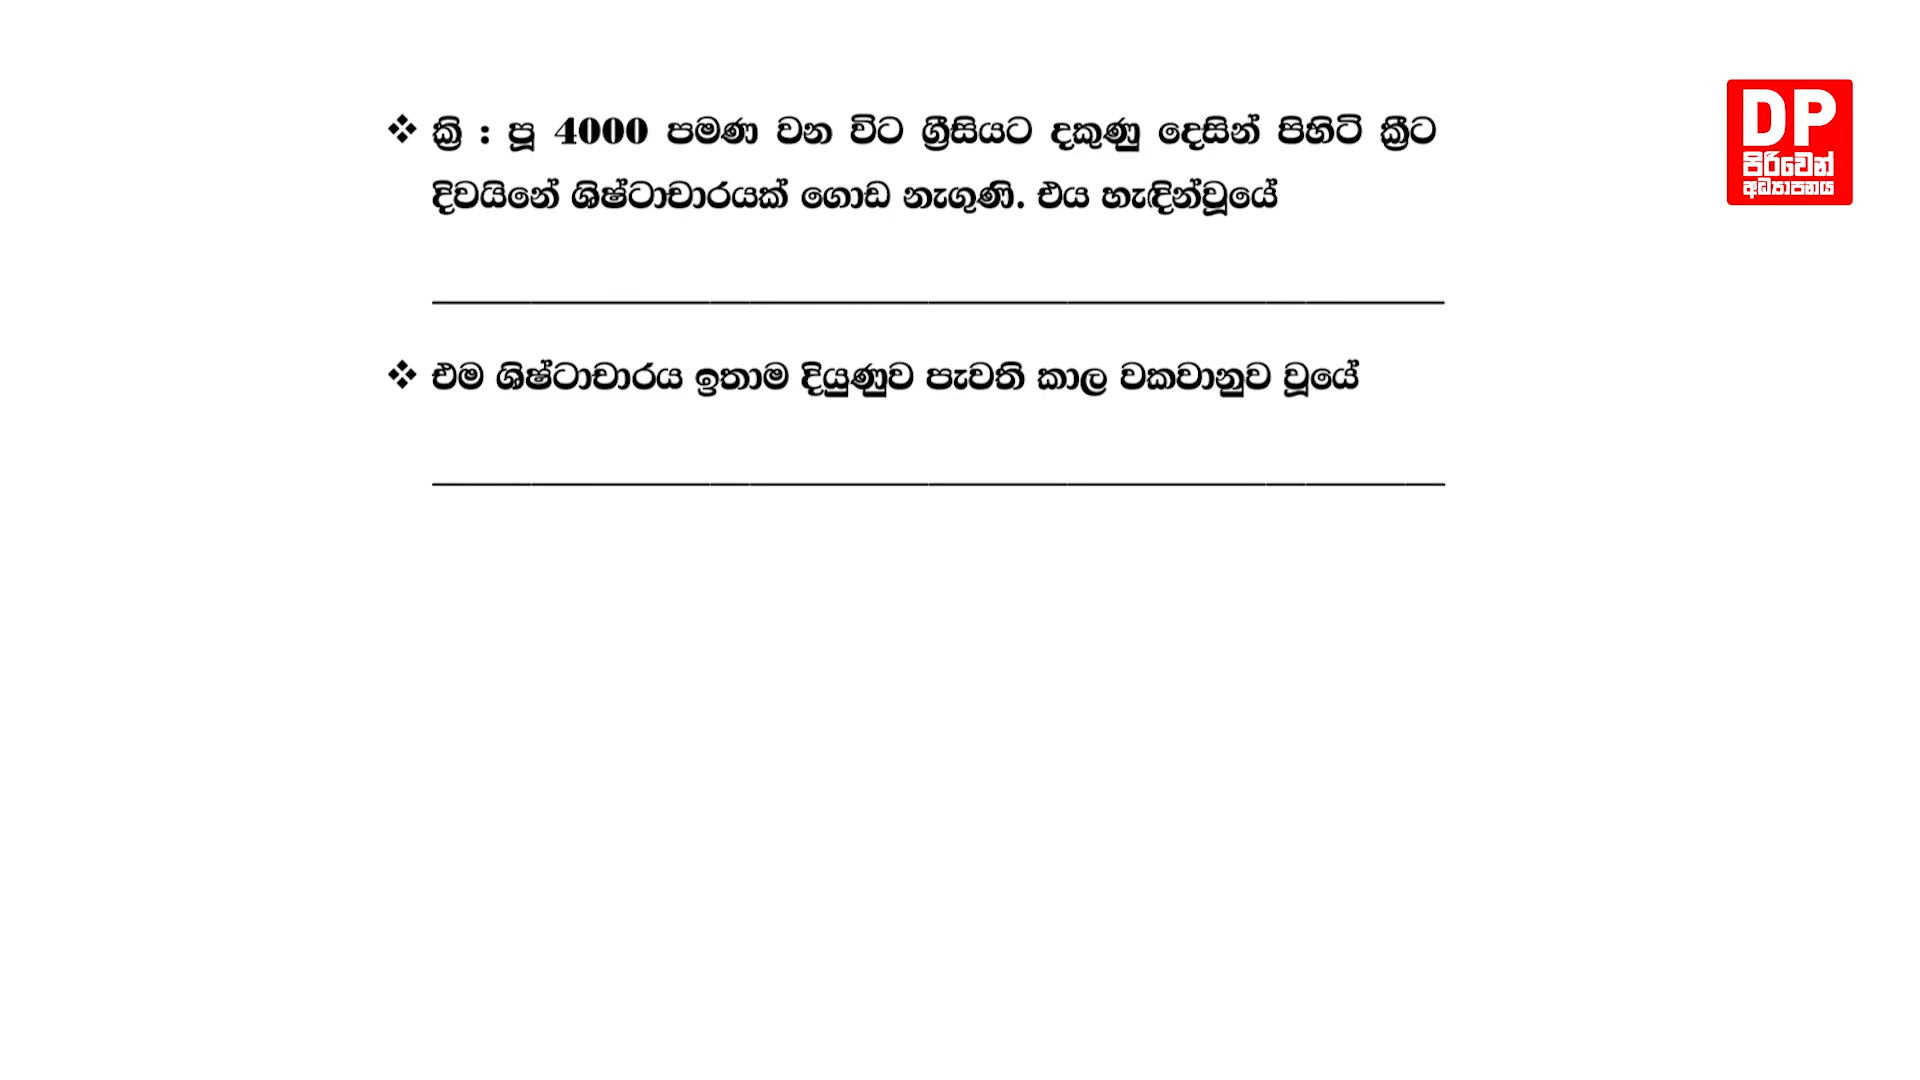 ❖ ක්‍රි : පූ 4000 පමණ වන විට ග්‍රීසියට දකුණු දෙසින් පිහිටි ක්‍රීට
දිවයිනේ ශිෂ්ටාචාරයක් ගොඩ නැගුණි. එය හැඳින්වූයේ
❖ එම ශිෂ්ටාචාරය ඉතාම දියුණුව පැවති කාල වකවානුව වූයේ
DP
පිරිවෙන්
අධ්‍යාපනය